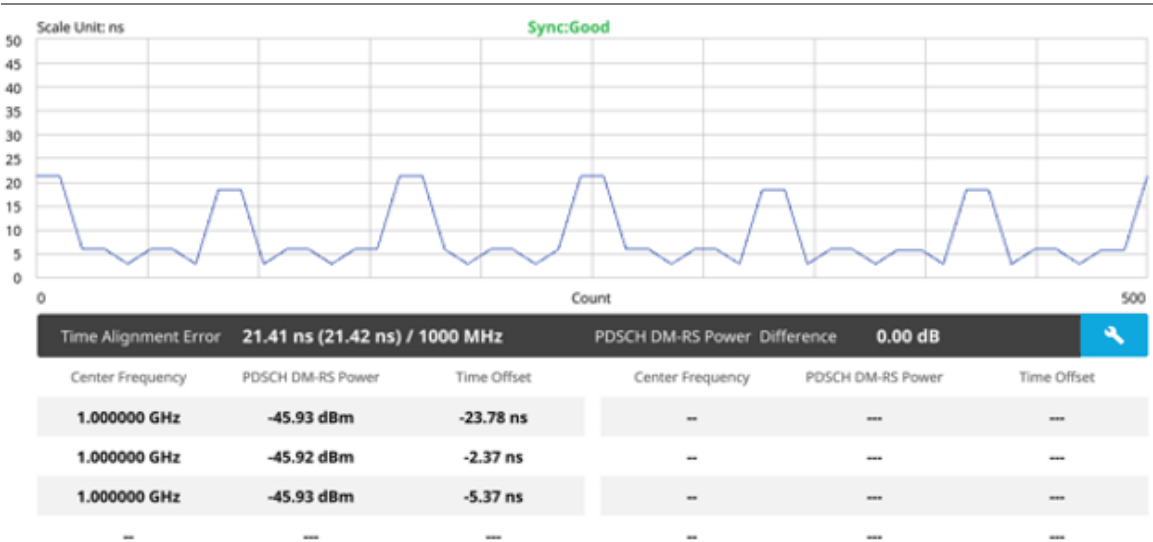 Scale Unit: ns Sync:Good
50
45
40
35
30
25
20
15
10
5
0
0 Count 500
Time Alignment Error 21.41 ns (21.42 ns) / 1000 MHz PDSCH DM-RS Power Difference 0.00 dB
Center Frequency PDSCH DM-RS Power Time Offset Center Frequency PDSCH DM-RS Power Time Offset
1.000000 GHz -45.93 dBm -23.78 ns -- --- ---
1.000000 GHz -45.92 dBm -2.37 ns -- --- ---
1.000000 GHz -45.93 dBm -5.37 ns -- --- ---
-- --- --- -- --- ---